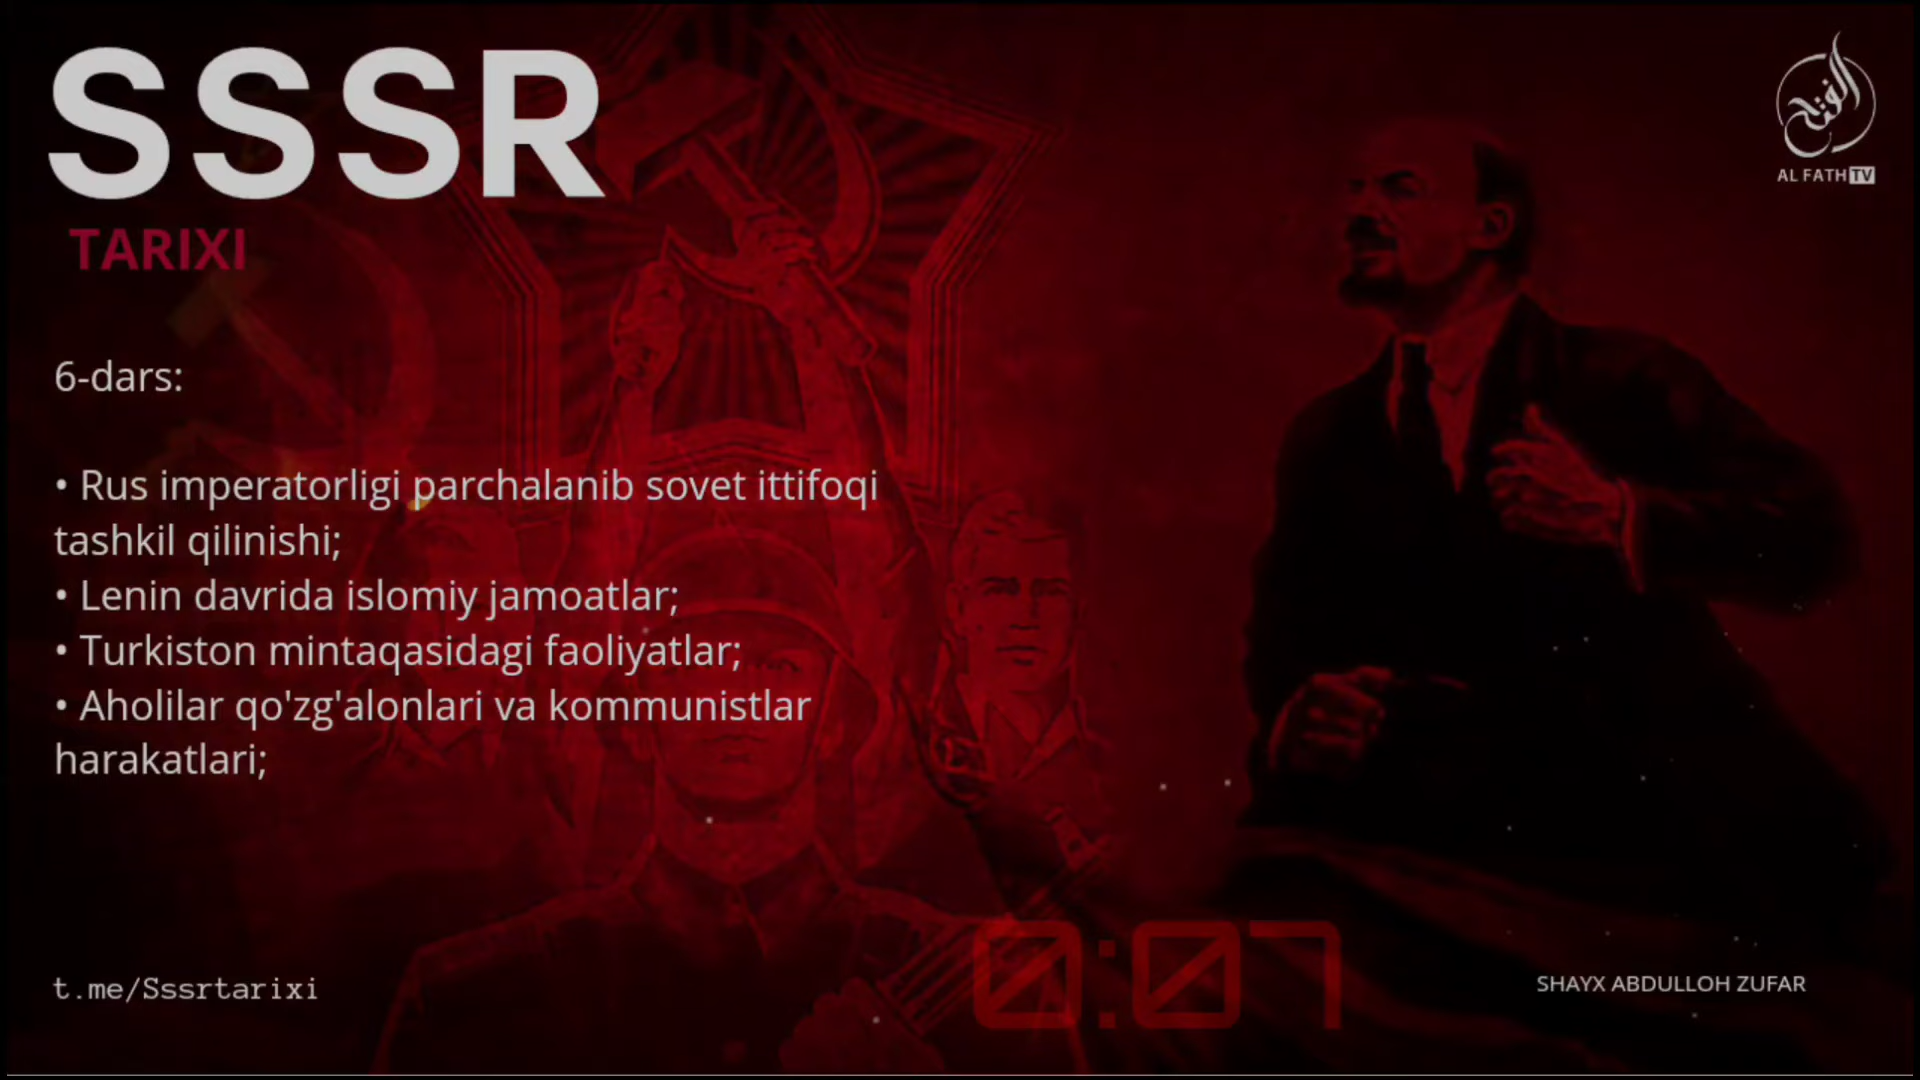 SSSR
TARIXI
الفتح
AL FATH TV
6-dars:
• Rus imperatorligi parchalanib sovet ittifoqi
tashkil qilinishi;
• Lenin davrida islomiy jamoatlar;
• Turkiston mintaqasidagi faoliyatlar;
• Aholilar qo'zg'alonlari va kommunistlar
harakatlari;
0:07
t.me/Sssrtarixi
SHAYX ABDULLOH ZUFAR